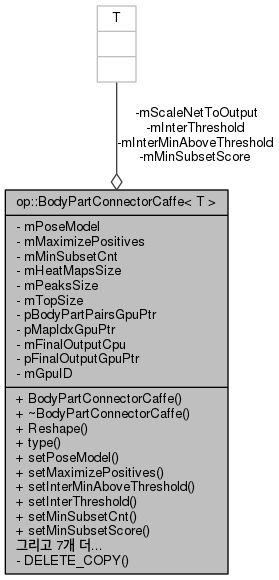 T
-mScaleNetToOutput
-mInterThreshold
-mInterMinAboveThreshold
-mMinSubsetScore
op::BodyPartConnectorCaffe< T >
- mPoseModel
- mMaximizePositives
- mMinSubsetCnt
- mHeatMapsSize
- mPeaksSize
- mTopSize
- pBodyPartPairsGpuPtr
- pMapIdxGpuPtr
- mFinalOutputCpu
- pFinalOutputGpuPtr
- mGpuID
+ BodyPartConnectorCaffe()
+ ~BodyPartConnectorCaffe()
+ Reshape()
+ type()
+ setPoseModel()
+ setMaximizePositives()
+ setInterMinAboveThreshold()
+ setInterThreshold()
+ setMinSubsetCnt()
+ setMinSubsetScore()
그리고 7개 더...
- DELETE_COPY()